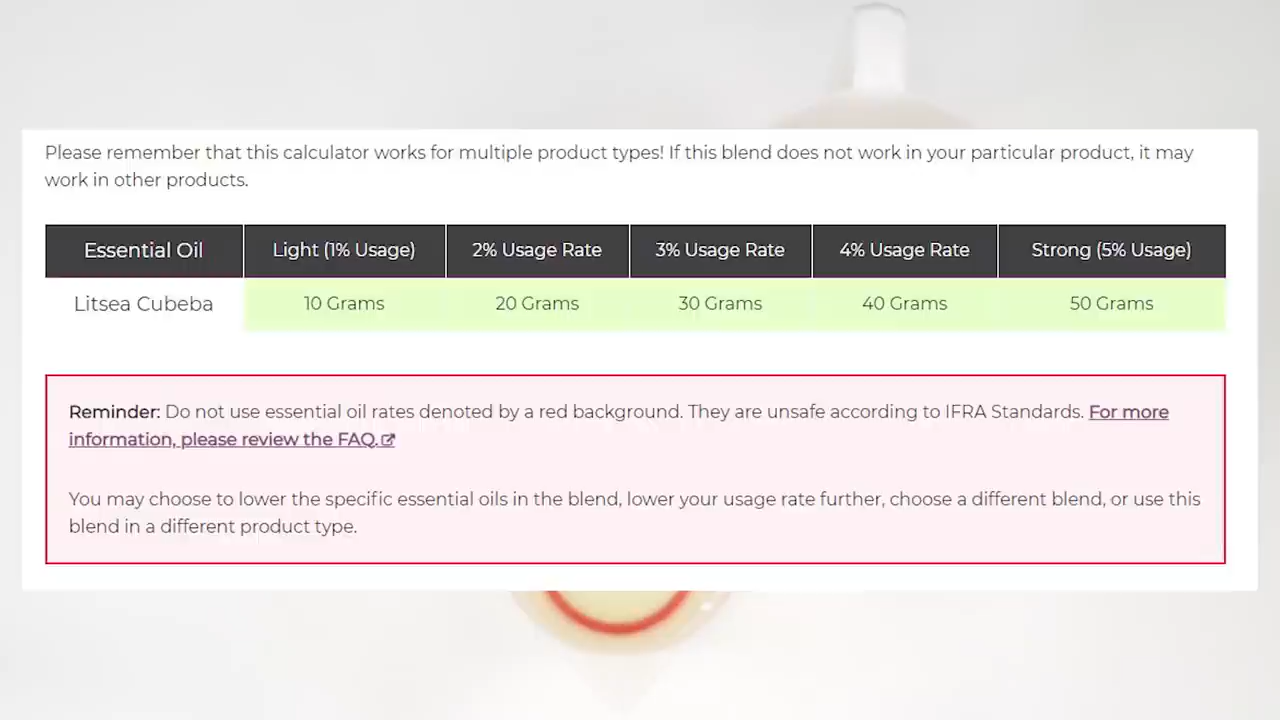 Please remember that this calculator works for multiple product types! If this blend does not work in your particular product, it may
work in other products.
Essential Oil Light (1% Usage) 2% Usage Rate 3% Usage Rate 4% Usage Rate Strong (5% Usage)
Litsea Cubeba 10 Grams 20 Grams 30 Grams 40 Grams 50 Grams
Reminder: Do not use essential oil rates denoted by a red background. They are unsafe according to IFRA Standards. For more
information, please review the FAQ.
You may choose to lower the specific essential oils in the blend, lower your usage rate further, choose a different blend, or use this
blend in a different product type.